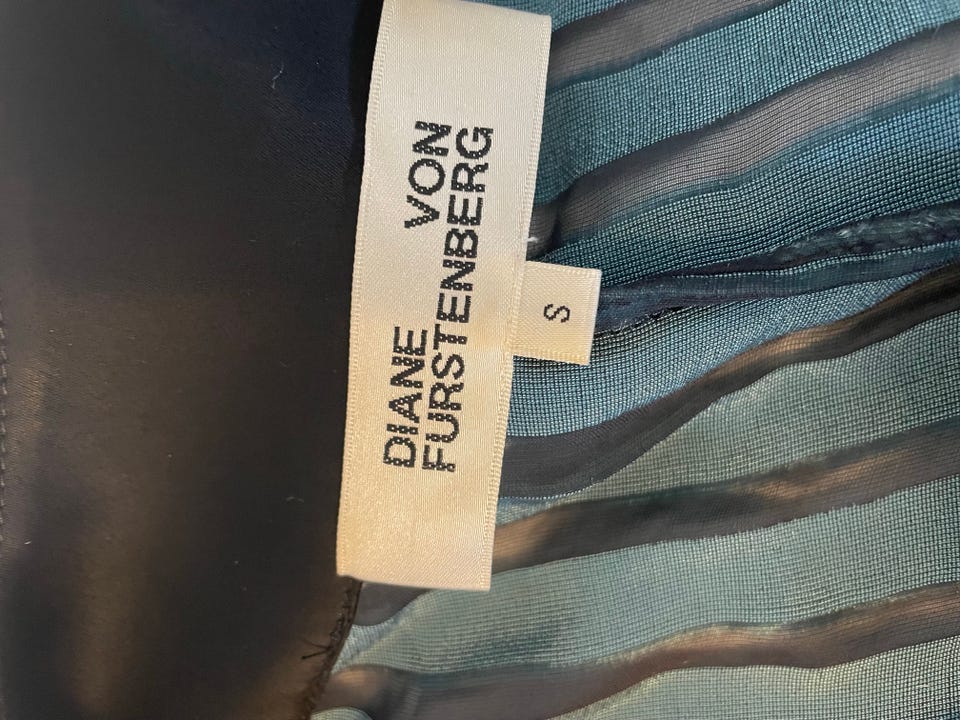 DIANE VON
FURSTENBERG
S